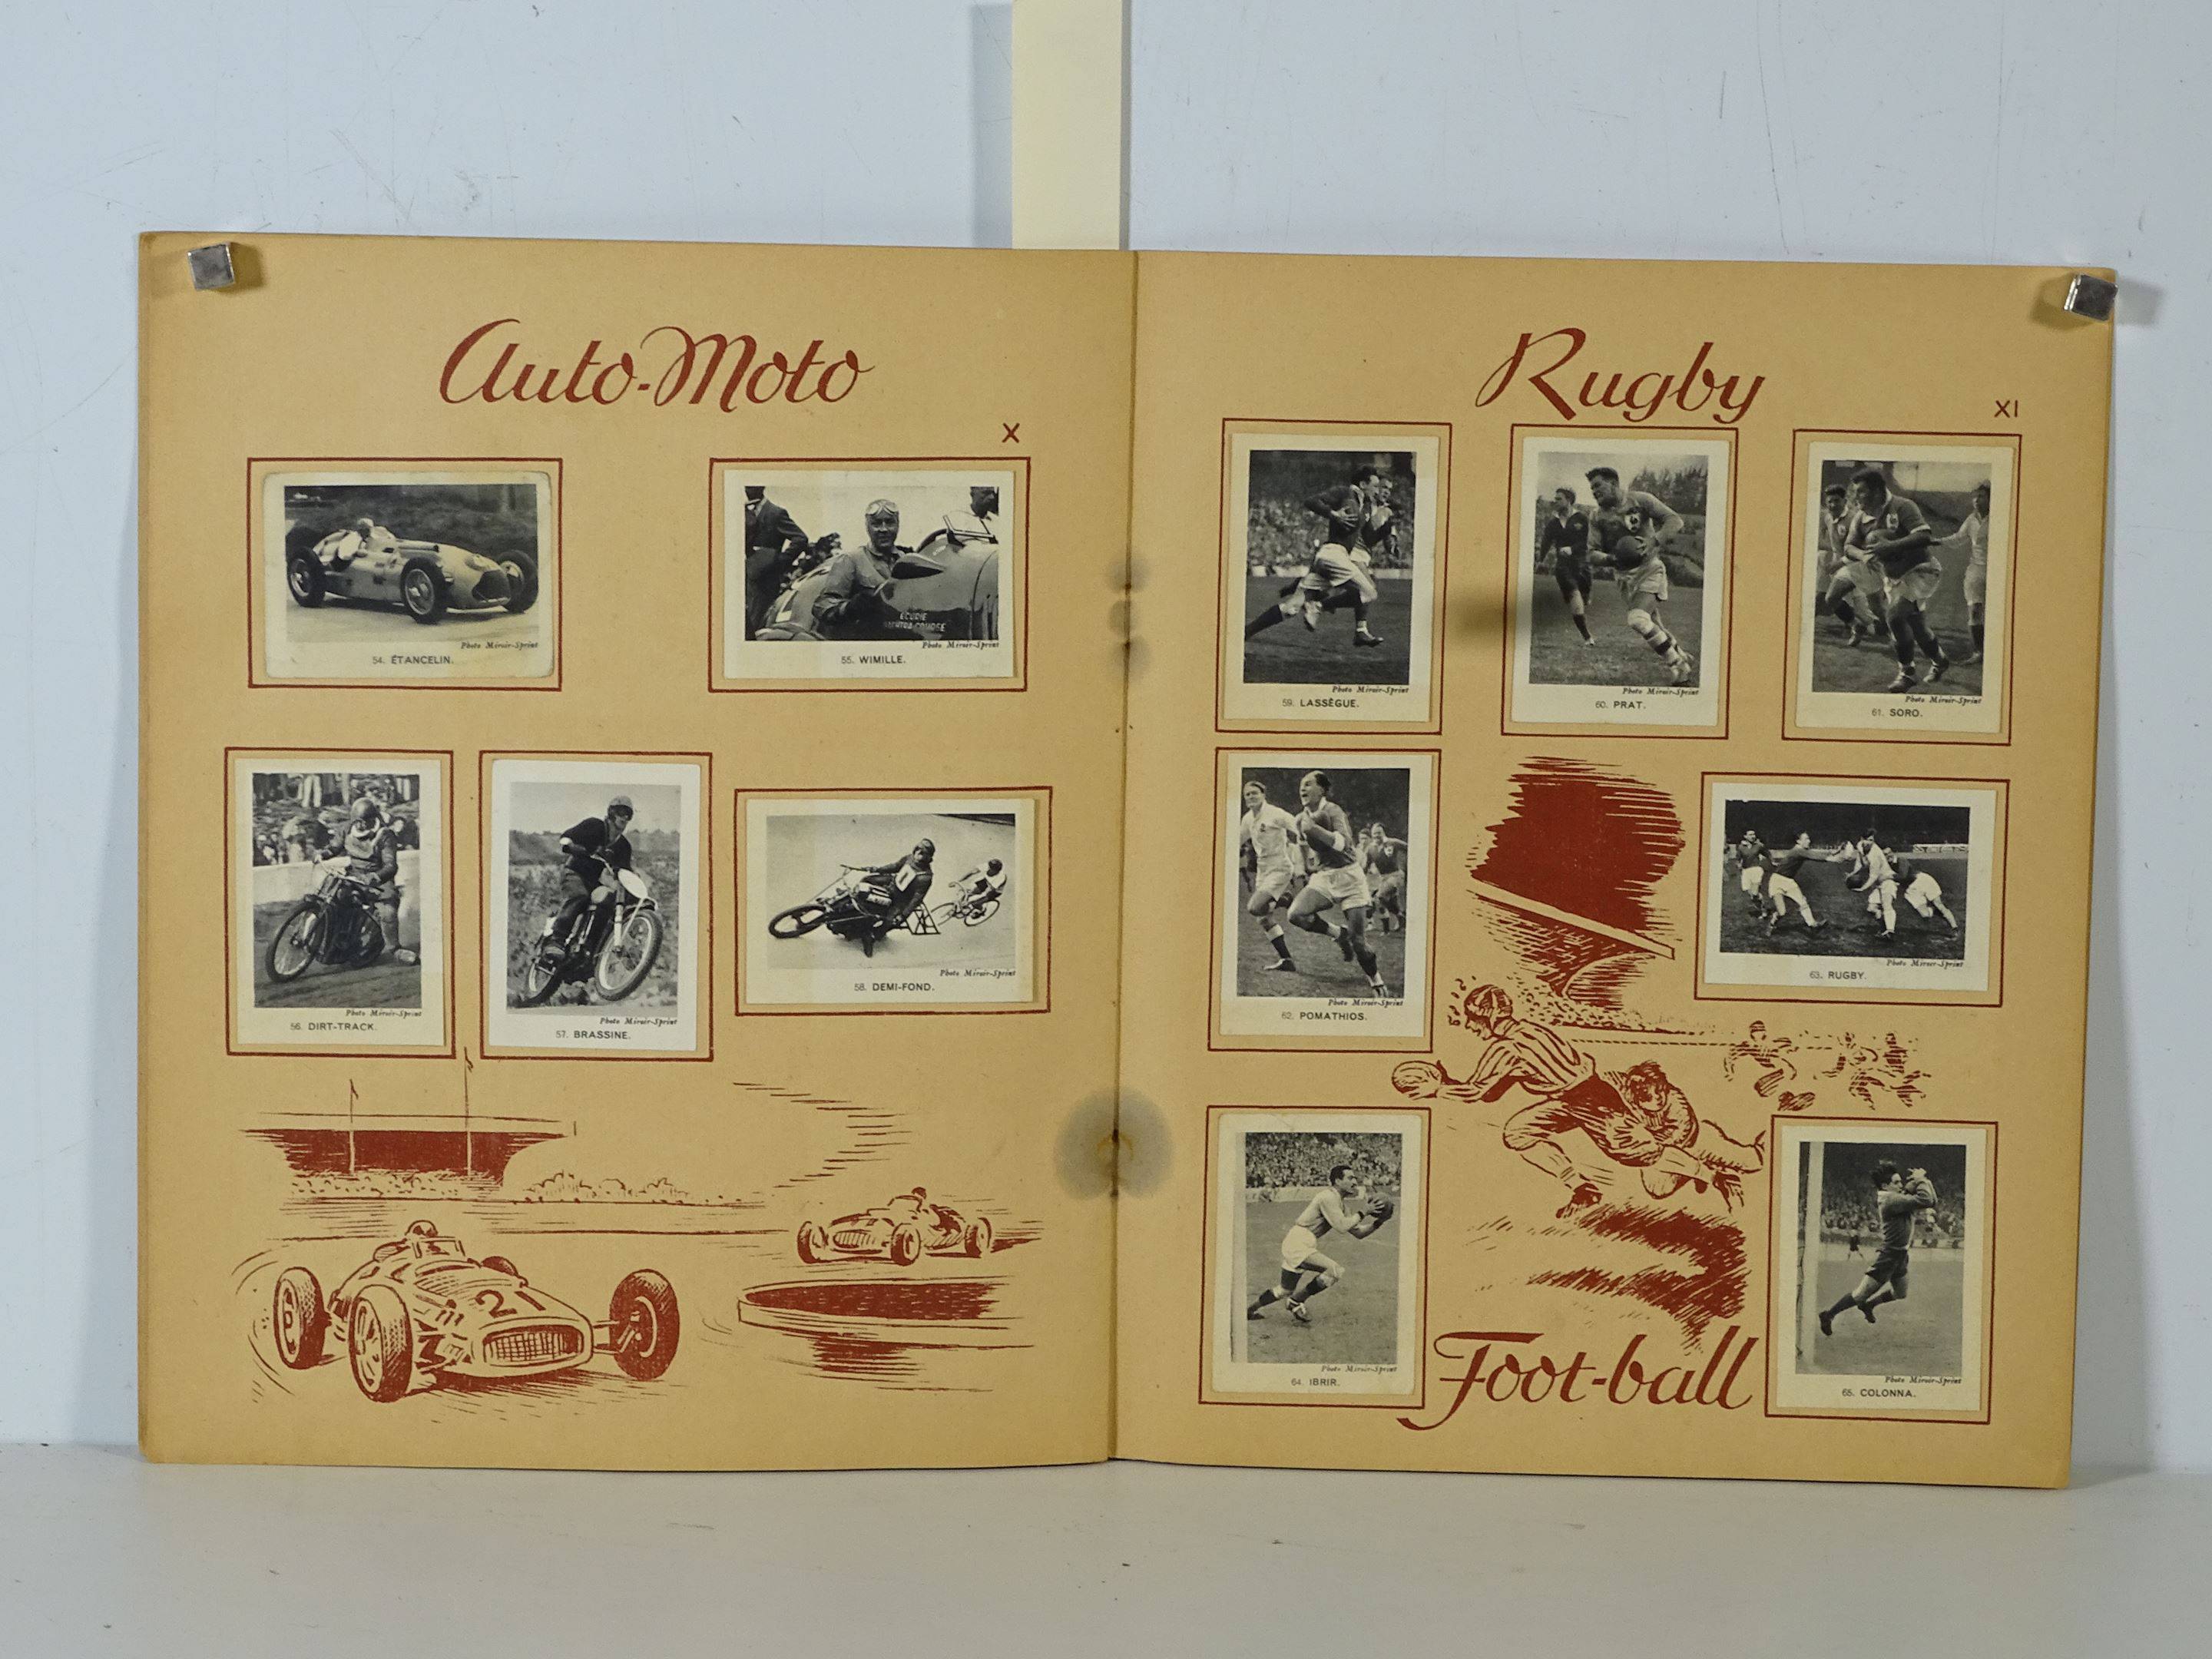 Auto-Moto
X
Photo Miroir-Sprint
54. ÉTANCELIN.
ÉCURIE
Photo Miroir-Sprint
55. WIMILLE.
Photo Miroir-Sprint
56. DIRT-TRACK.
Photo Miroir-Sprint
57. BRASSINE.
1
Photo Miroir-Sprint
58. DEMI-FOND.
21
Rugby
XI
Photo Miroir-Sprint
59. LASSÈGUE.
Photo Miroir-Sprint
60. PRAT.
Photo Miroir-Sprint
61. SORO.
Photo Miroir-Sprint
62. POMATHIOS.
Photo Miroir-Sprint
63. RUGBY.
Photo Miroir-Sprint
64. IBRIR.
Foot-ball
Photo Miroir-Sprint
65. COLONNA.